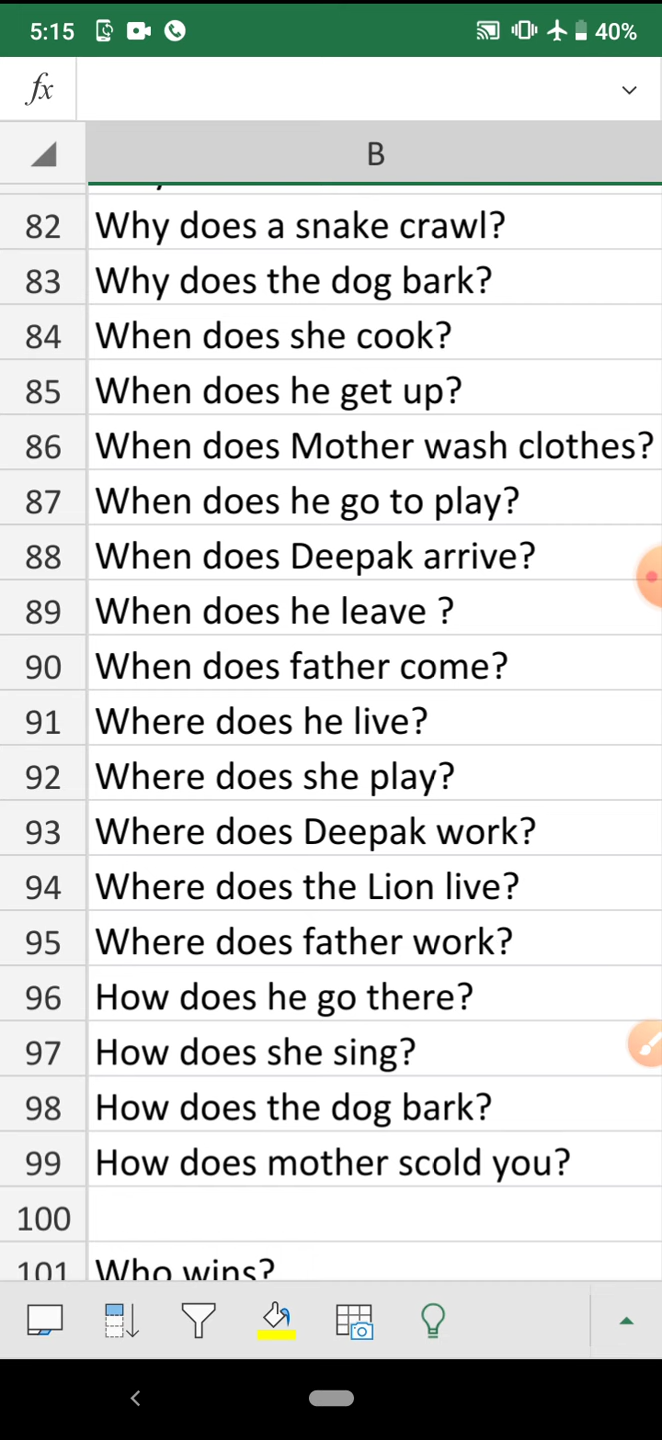 5:15 40%
fx
B
82 Why does a snake crawl?
83 Why does the dog bark?
84 When does she cook?
85 When does he get up?
86 When does Mother wash clothes?
87 When does he go to play?
88 When does Deepak arrive?
89 When does he leave ?
90 When does father come?
91 Where does he live?
92 Where does she play?
93 Where does Deepak work?
94 Where does the Lion live?
95 Where does father work?
96 How does he go there?
97 How does she sing?
98 How does the dog bark?
99 How does mother scold you?
100
101 Who wins?